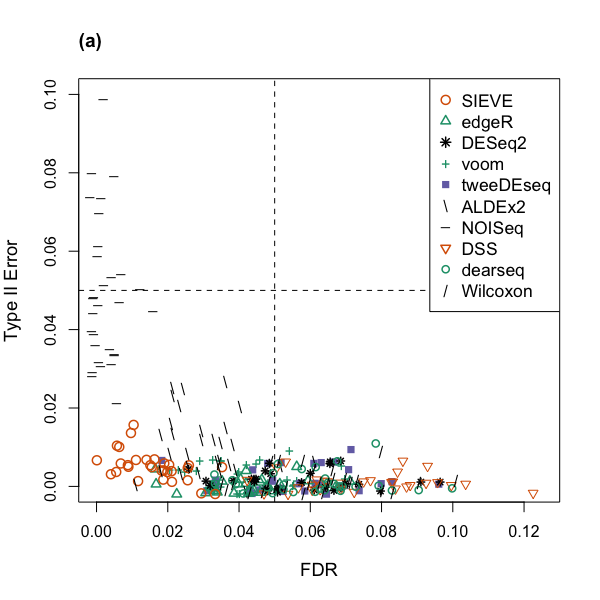 (a)
Type II Error
0.10
0.08
0.06
0.04
0.02
0.00
SIEVE
edgeR
DESeq2
voom
tweeDEseq
ALDEx2
NOISeq
DSS
dearseq
Wilcoxon
0.00 0.02 0.04 0.06 0.08 0.10 0.12
FDR